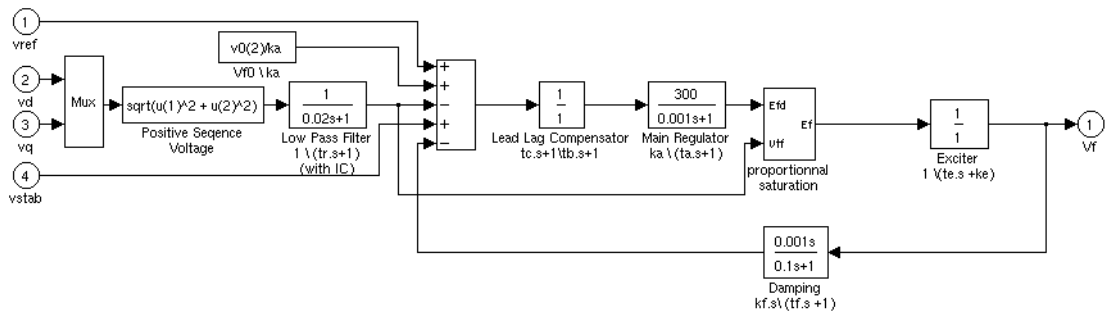 1
vref
v0(2)/ka
Vf0 \ ka
2
vd
Mux
3
vq
sqrt(u(1)^2 + u(2)^2)
Positive Seqence
Voltage
1
0.02s+1
Low Pass Filter
1 \ (tr.s+1)
(with IC)
4
vstab
+
+
−
+
−
1
1
Lead Lag Compensator
tc.s+1\tb.s+1
300
0.001s+1
Main Regulator
ka \ (ta.s+1)
Efd
Ef
Vtf
proportionnal
saturation
1
1
Exciter
1 \(te.s +ke)
1
Vf
0.001s
0.1s+1
Damping
kf.s\ (tf.s +1)